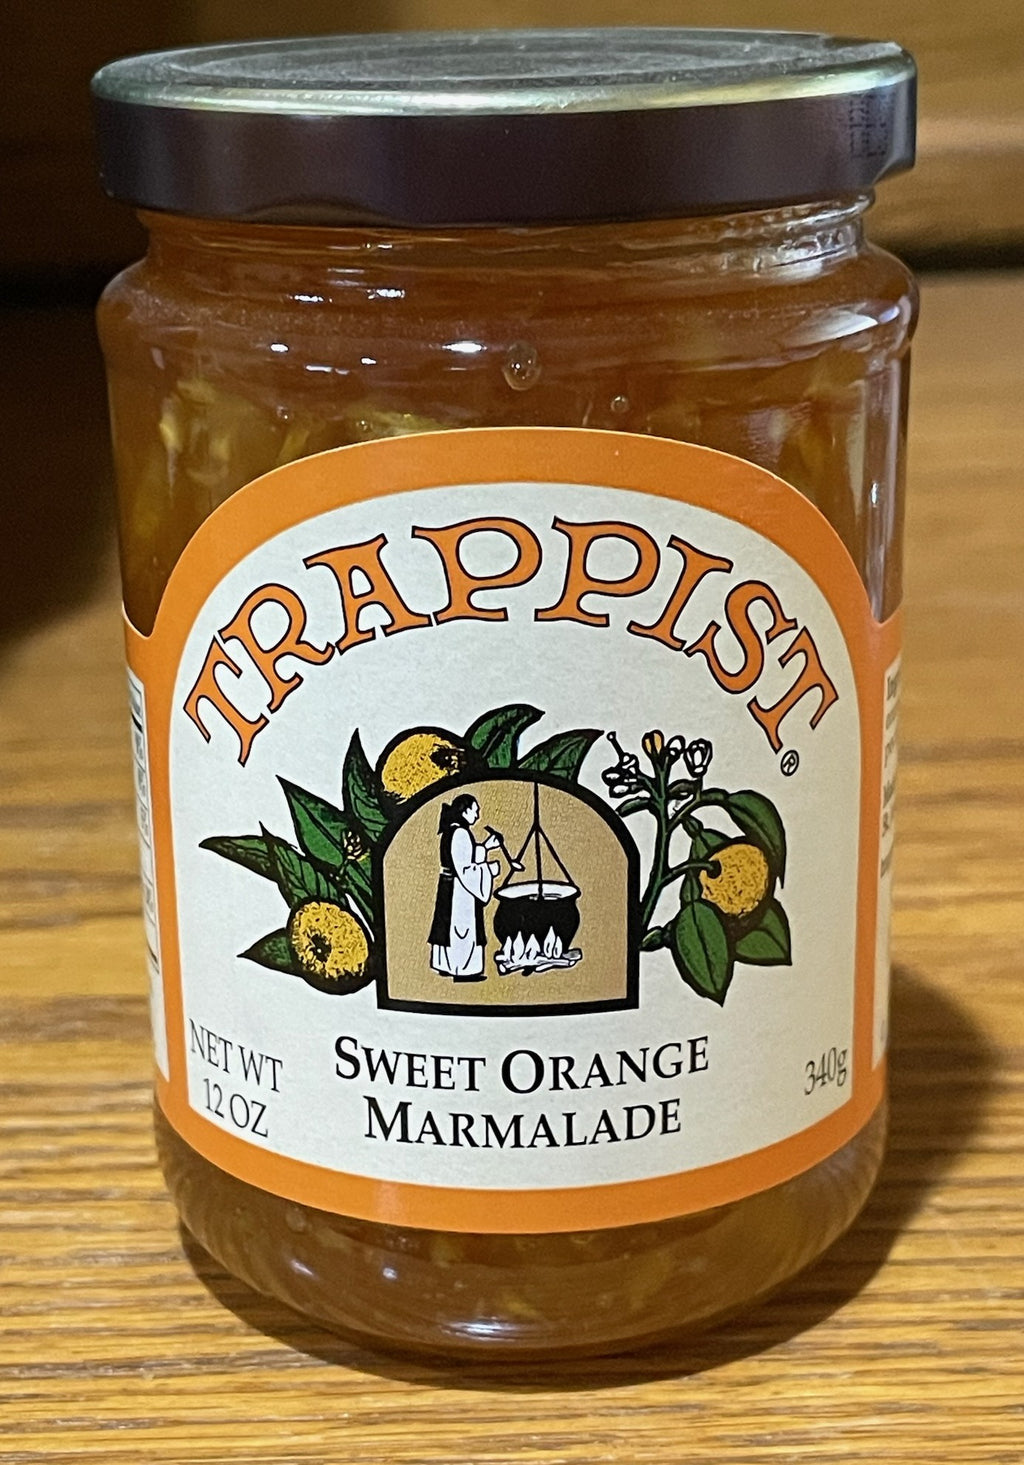 TRAPPIST®
NET WT
12 OZ
SWEET ORANGE
MARMALADE
340g